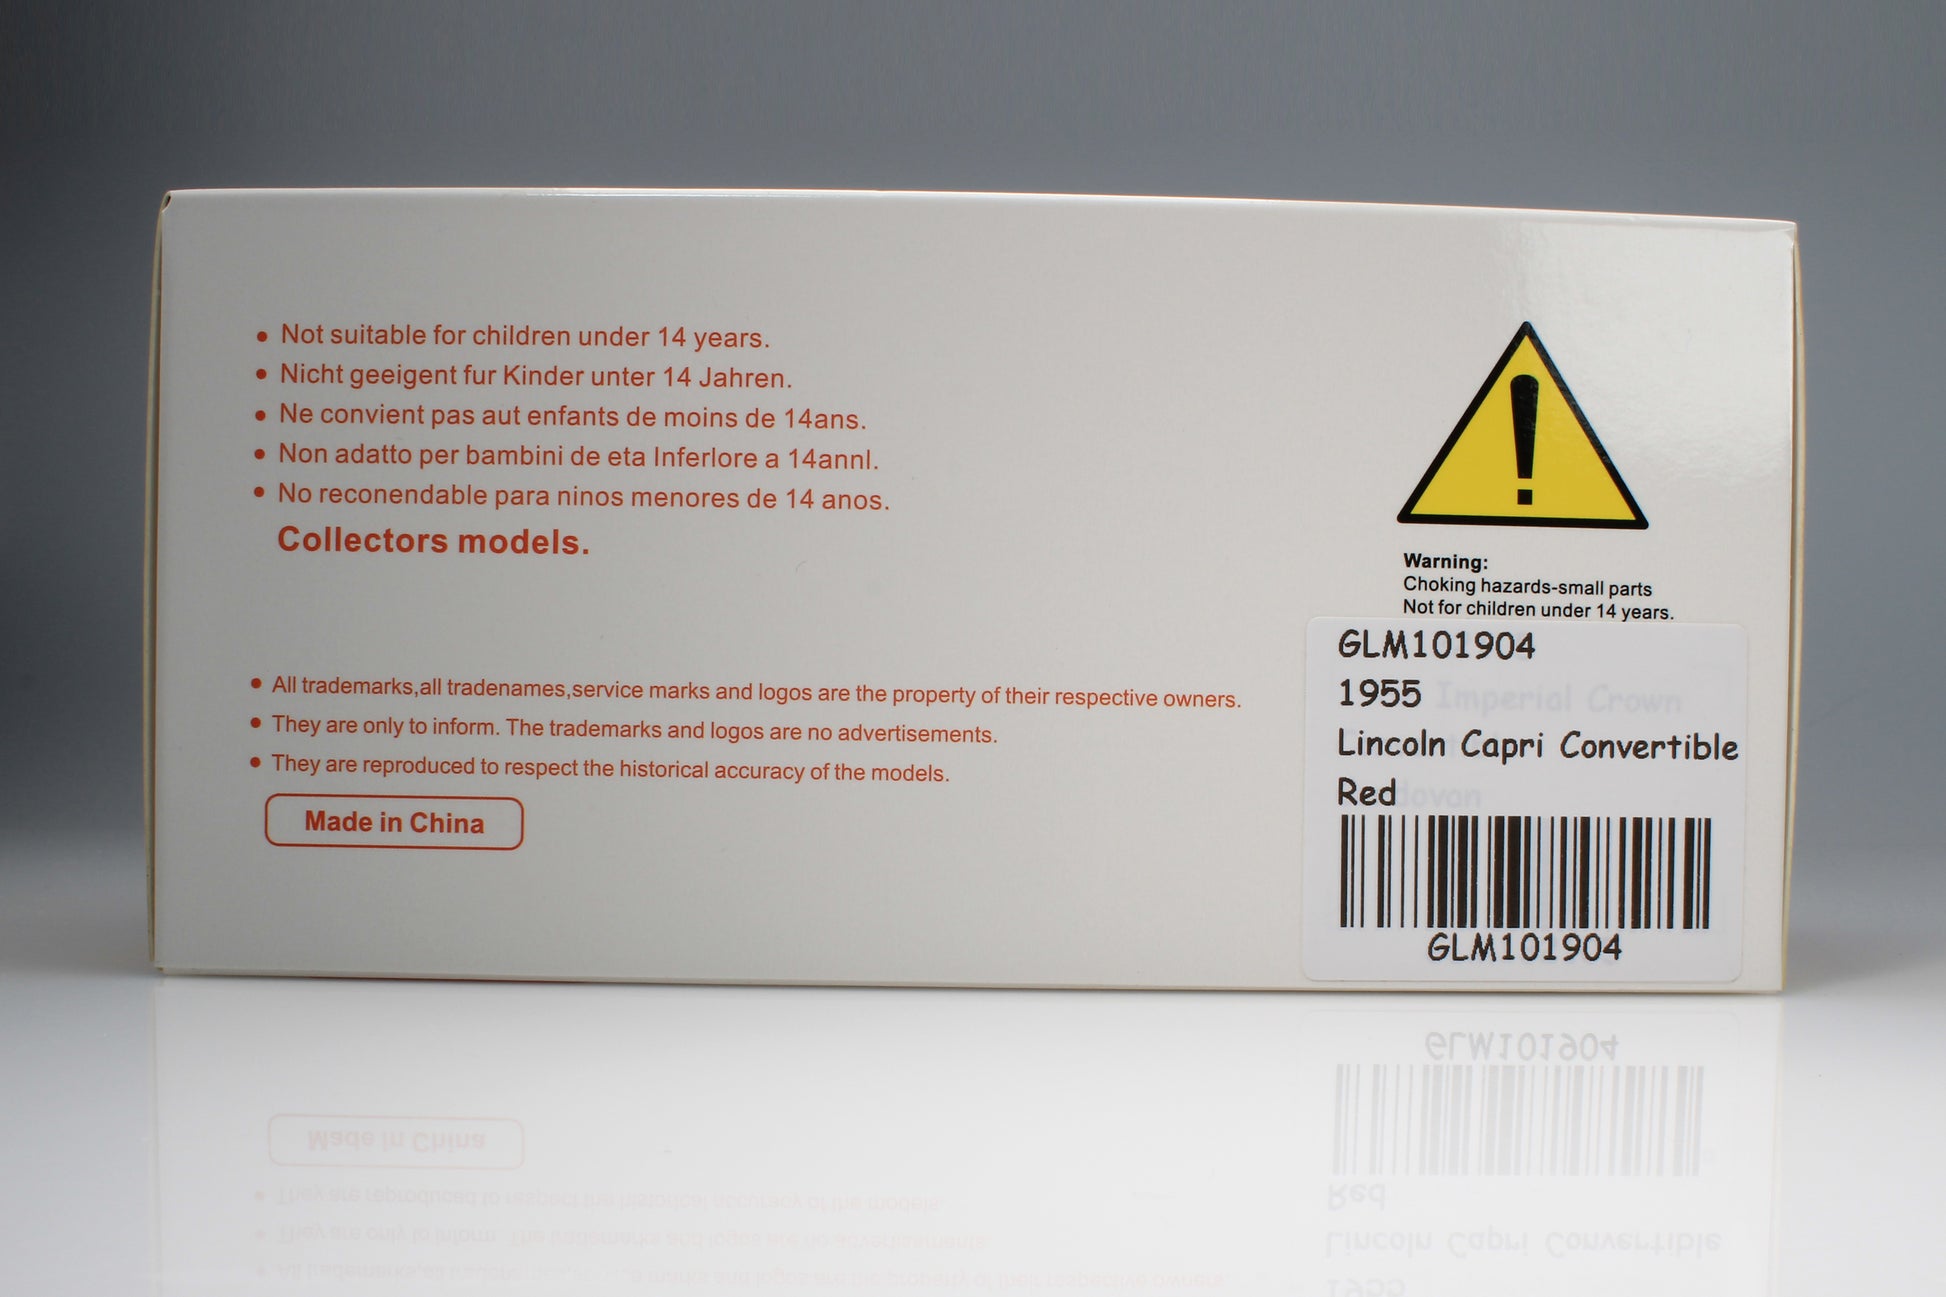 Not suitable for children under 14 years.
Nicht geeigent fur Kinder unter 14 Jahren.
Ne convient pas aut enfants de moins de 14ans.
Non adatto per bambini de eta Inferlore a 14annl.
No reconendable para ninos menores de 14 anos.
Collectors models.
All trademarks,all tradenames,service marks and logos are the property of their respective owners.
They are only to inform. The trademarks and logos are no advertisements.
They are reproduced to respect the historical accuracy of the models.
Made in China
!
Warning:
Choking hazards-small parts
Not for children under 14 years.
GLM101904
1955 Imperial Crown
Lincoln Capri Convertible
Red
GLM101904